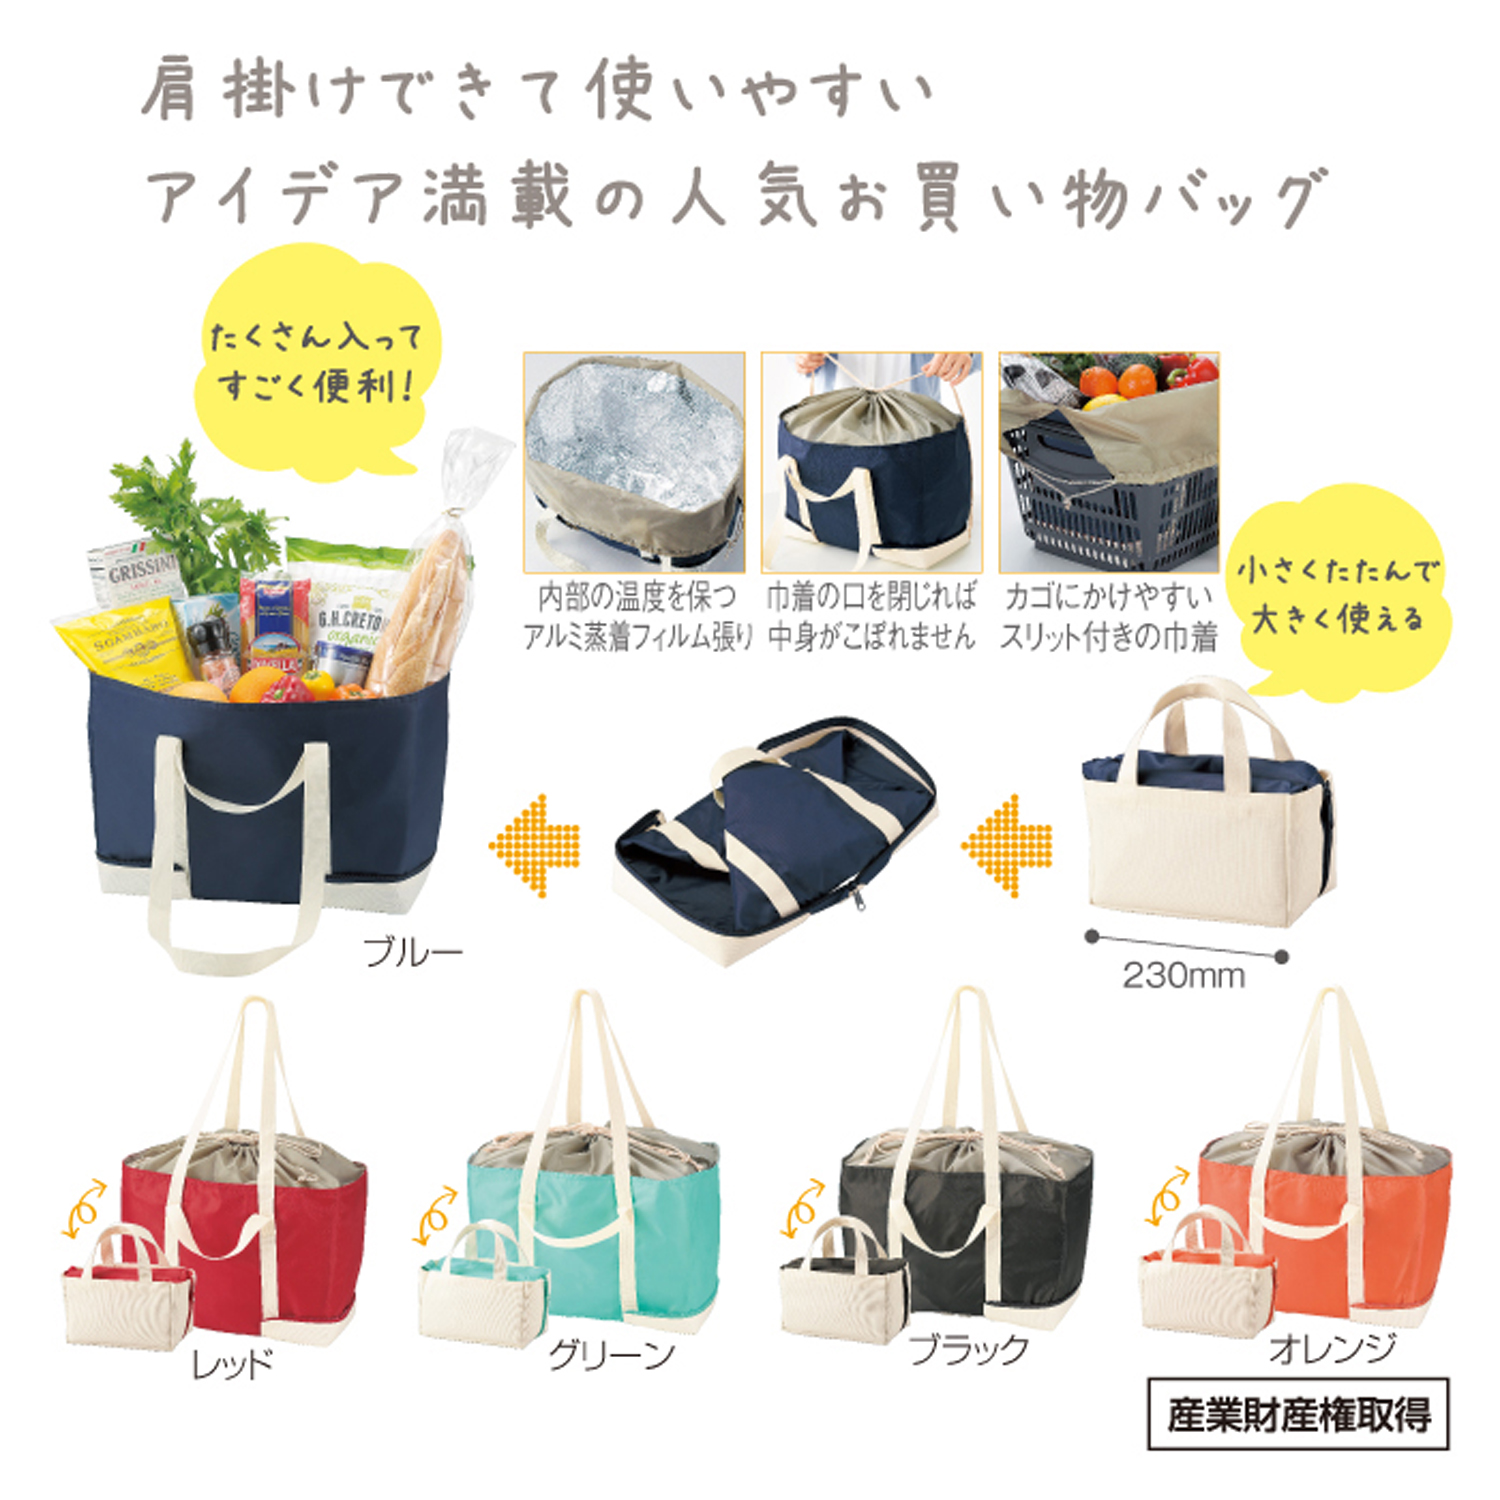 肩掛けできて使いやすい
アイデア満載の人気お買い物バッグ
たくさん入って
すごく便利!
内部の温度を保つ
アルミ蒸着フィルム張り
巾着の口を閉じれば
中身がこぼれません
カゴにかけやすい
スリット付きの巾着
小さくたたんで
大きく使える
GRISSINI
G.H.CRETO
organic
ブルー
230mm
レッド
グリーン
ブラック
オレンジ
産業財産権取得